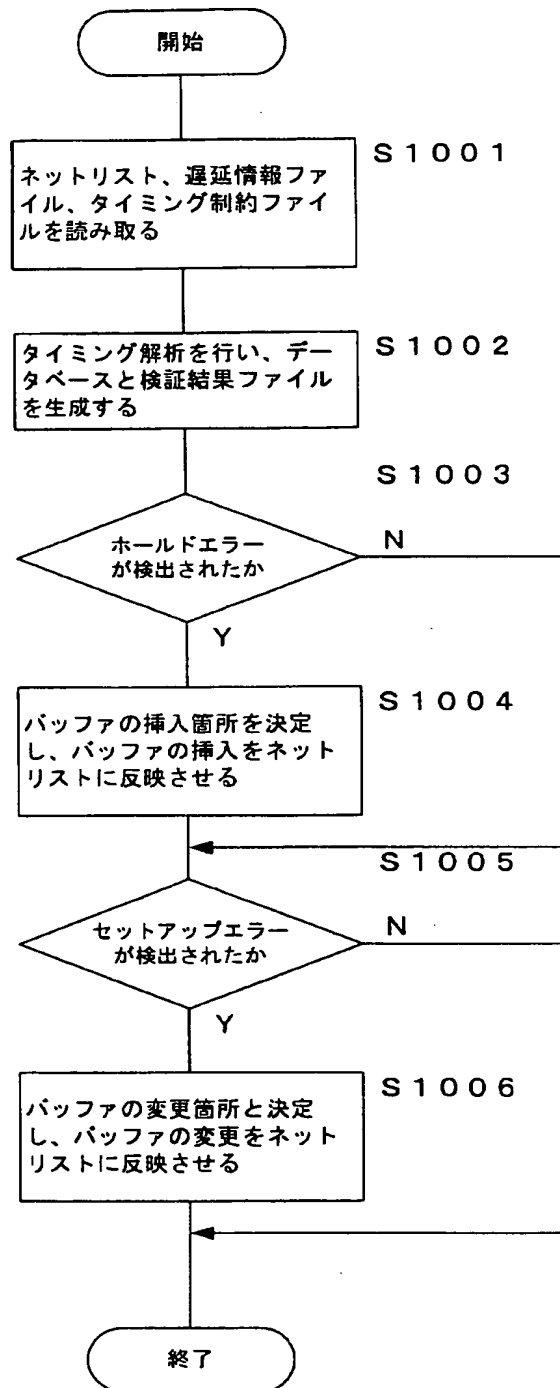 開始
S1001
ネットリスト、遅延情報ファ
イル、タイミング制約ファイ
ルを読み取る
S1002
タイミング解析を行い、デー
タベースと検証結果ファイル
を生成する
S1003
ホールドエラー
が検出されたか
N
Y
S1004
バッファの挿入箇所を決定
し、バッファの挿入をネット
リストに反映させる
S1005
セットアップエラー
が検出されたか
N
Y
S1006
バッファの変更箇所と決定
し、バッファの変更をネット
リストに反映させる
終了